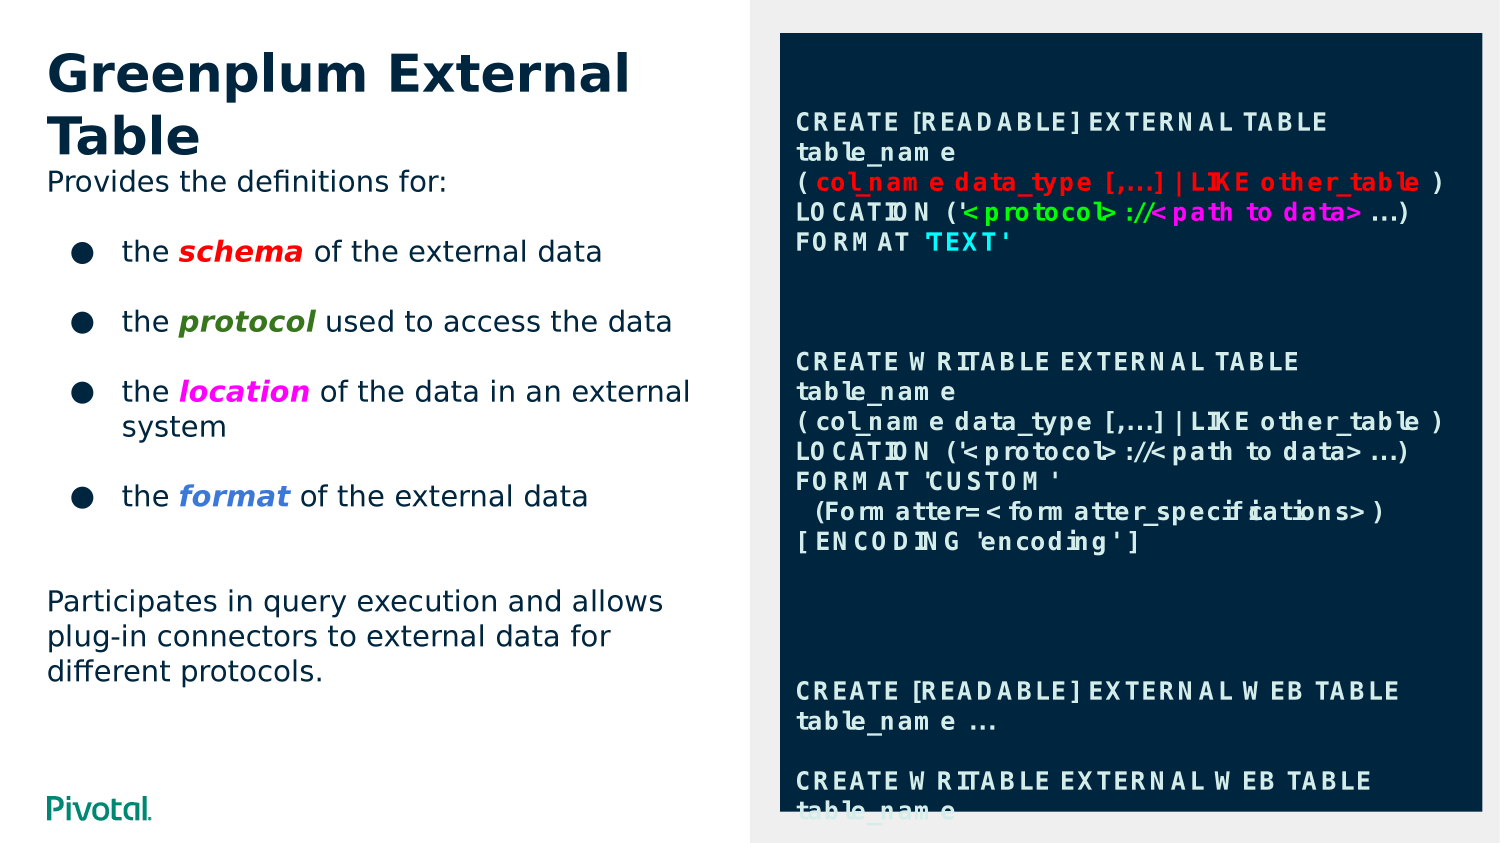 Greenplum External
Table
Provides the definitions for:
● the schema of the external data
● the protocol used to access the data
● the location of the data in an external
system
● the format of the external data
Participates in query execution and allows
plug-in connectors to external data for
different protocols.
Pivotal.
CREATE [READABLE] EXTERNAL TABLE
table_name
( col_name data_type [,...] | LIKE other_table )
LOCATION ('<protocol>://<path to data> ...)
FORMAT 'TEXT'
CREATE WRITABLE EXTERNAL TABLE
table_name
( col_name data_type [,...] | LIKE other_table )
LOCATION ('<protocol>://<path to data> ...)
FORMAT 'CUSTOM'
(Formatter=<formatter_specifications>)
[ ENCODING 'encoding' ]
CREATE [READABLE] EXTERNAL WEB TABLE
table_name ...
CREATE WRITABLE EXTERNAL WEB TABLE
table_name